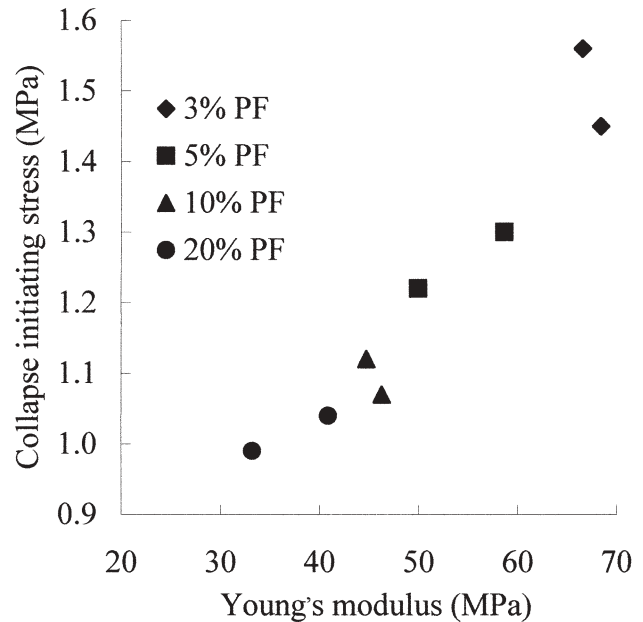 1.6
1.5
1.4
1.3
1.2
1.1
1.0
0.9
Collapse initiating stress (MPa)
3% PF
5% PF
10% PF
20% PF
20 30 40 50 60 70
Young's modulus (MPa)